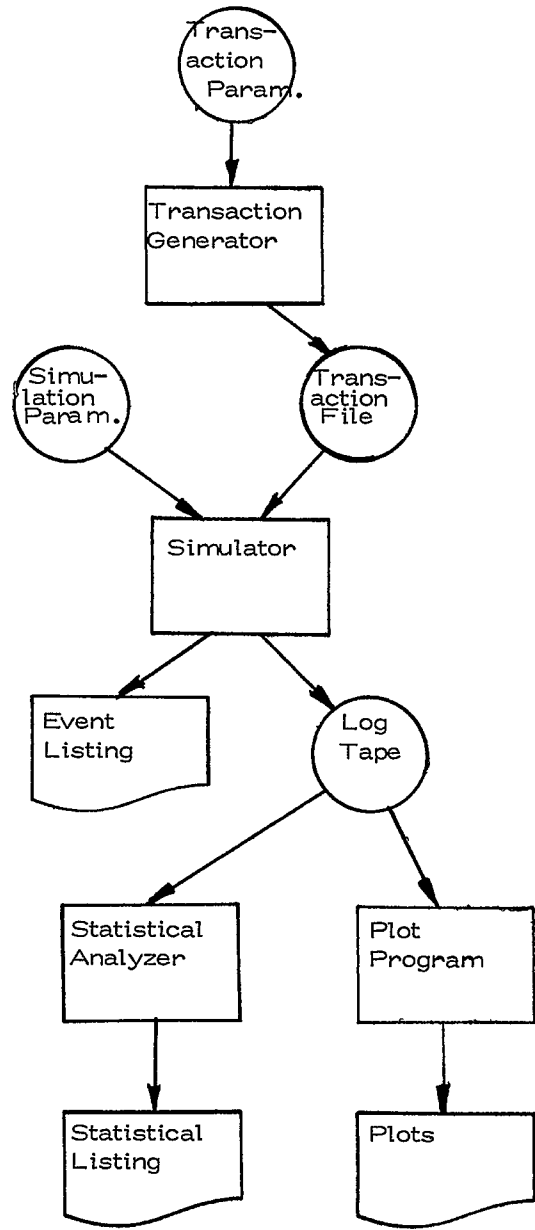 Trans-
action
Param.
Transaction
Generator
Simu-
lation
Param.
Trans-
action
File
Simulator
Event
Listing
Log
Tape
Statistical
Analyzer
Plot
Program
Statistical
Listing
Plots